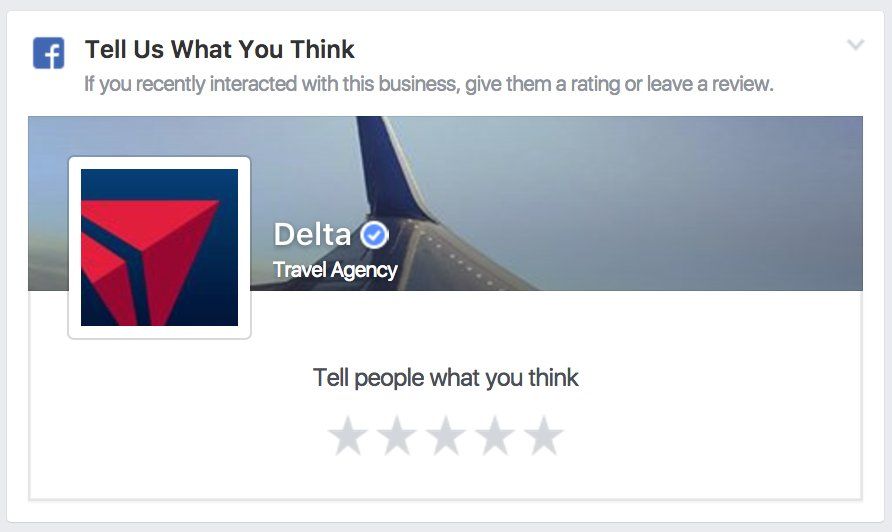 Tell Us What You Think
If you recently interacted with this business, give them a rating or leave a review.
Delta
Travel Agency
Tell people what you think